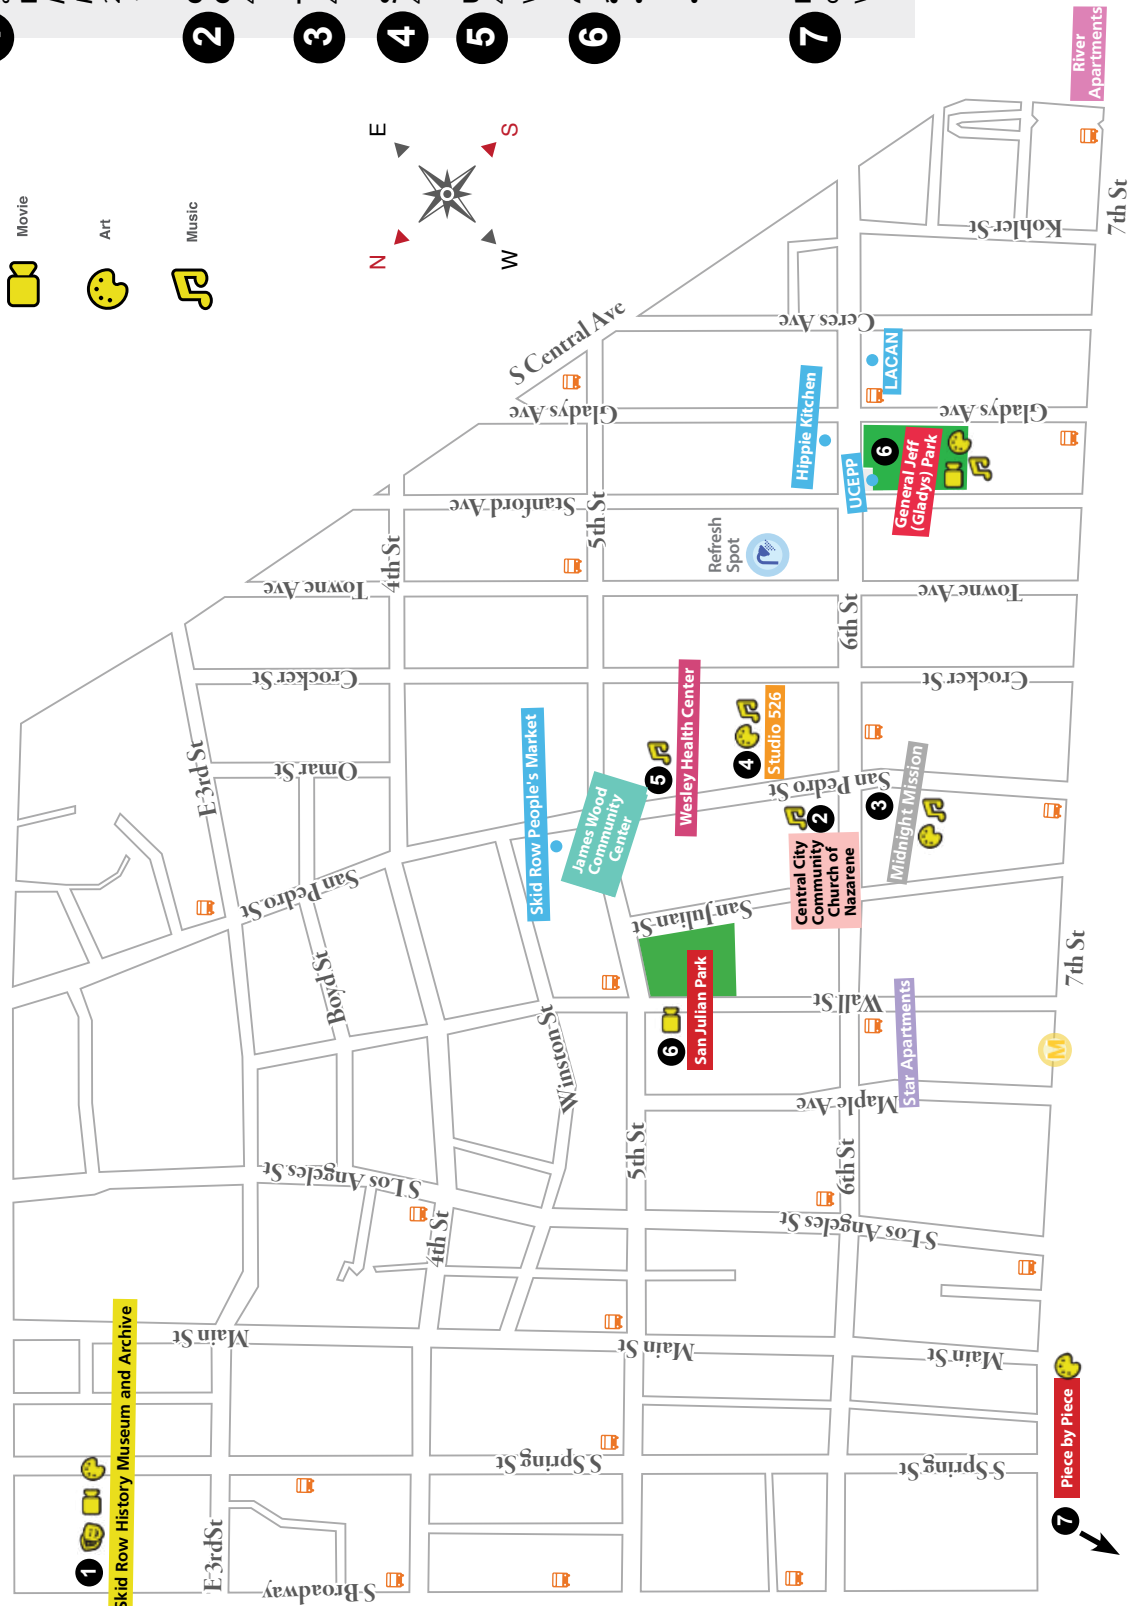 Movie
Art
Music
N
E
S
W
2
3
4
5
6
7
River
Apartments
7th St
Kohler St
Ceres Ave
S Central Ave
Gladys Ave
Gladys Ave
LACAN
Hippie Kitchen
UCEPP
6
General Jeff
(Gladys) Park
Stanford Ave
5th St
4th St
Refresh
Spot
Towne Ave
Towne Ave
6th St
Crocker St
Crocker St
E 3rd St
Omar St
Skid Row People's Market
James Wood
Community
Center
5
Wesley Health Center
4
Studio 526
San Pedro St
San Pedro St
2
Central City
Community
Church of
Nazarene
3
Midnight Mission
San Julian St
Boyd St
Winston St
6
San Julian Park
Wall St
Star Apartments
7th St
M
Maple Ave
5th St
6th St
S Los Angeles St
S Los Angeles St
4th St
Main St
Main St
Main St
1
Skid Row History Museum and Archive
E 3rd St
S Broadway
S Spring St
S Spring St
7
Piece by Piece